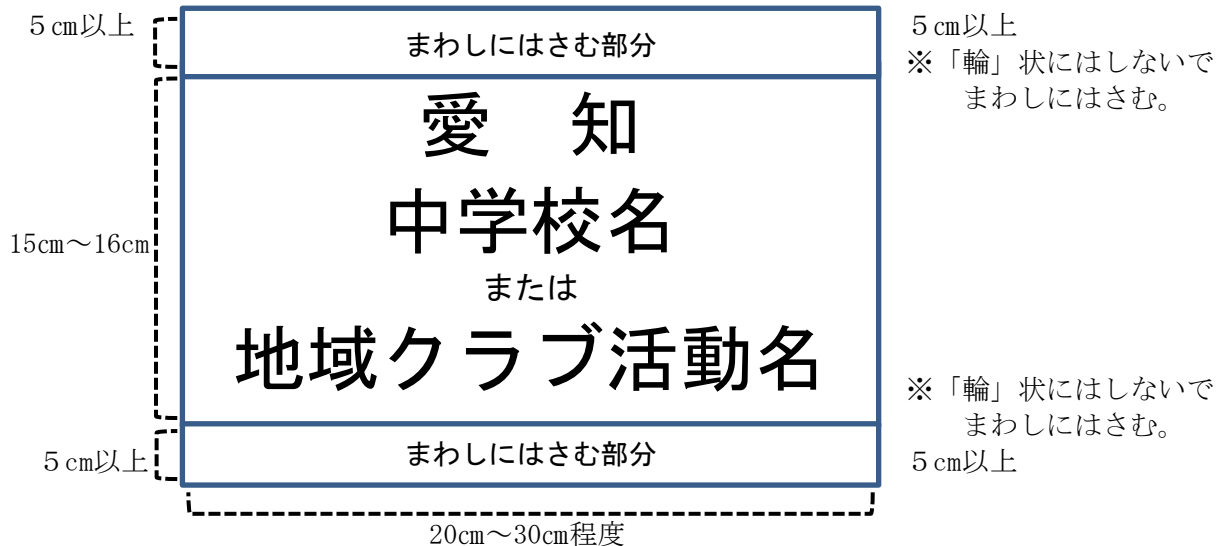 ５㎝以上
まわしにはさむ部分
５㎝以上
※「輪」状にはしないで
まわしにはさむ。
愛　知
中学校名
15㎝～16㎝
または
地域クラブ活動名
※「輪」状にはしないで
まわしにはさむ。
５㎝以上
まわしにはさむ部分
５㎝以上
20㎝～30㎝程度